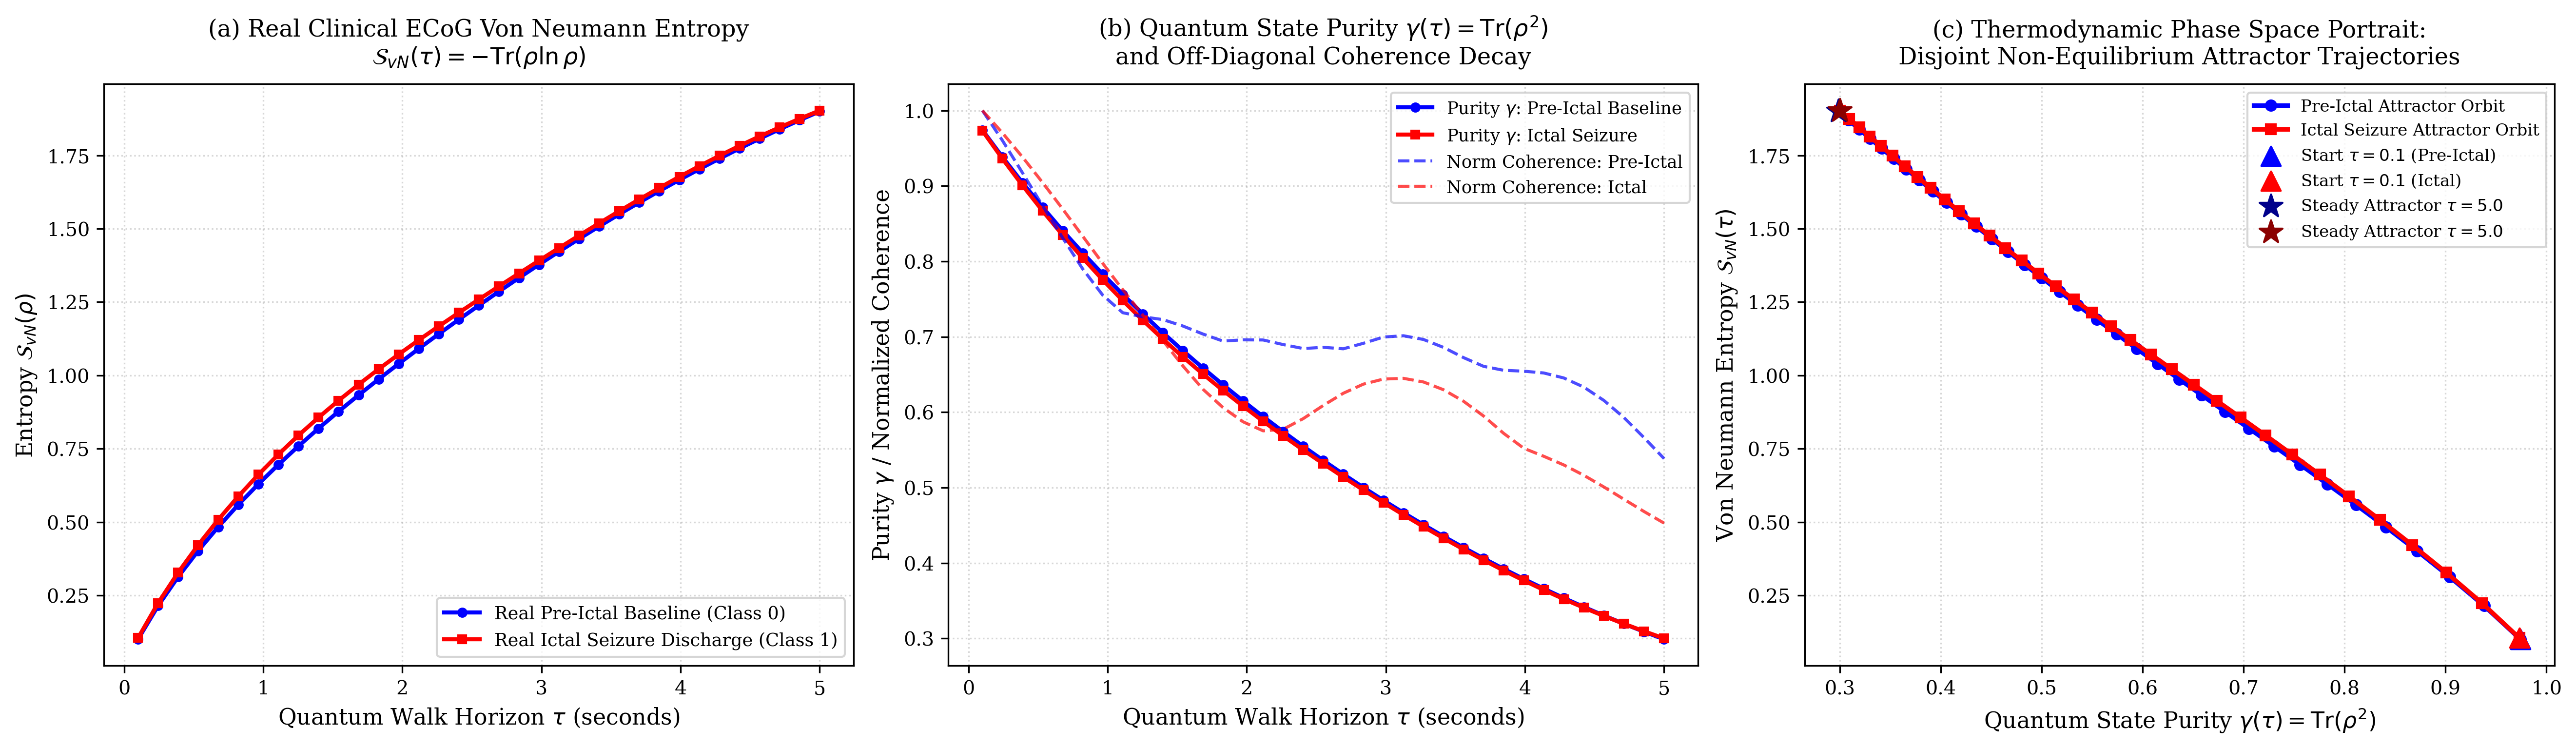 (a) Real Clinical ECoG Von Neumann Entropy
𝒮vN(τ) = −Tr(ρ ln ρ)
1.75
1.50
1.25
1.00
0.75
0.50
0.25
Entropy 𝒮vN(ρ)
0 1 2 3 4 5
Quantum Walk Horizon τ (seconds)
Real Pre-Ictal Baseline (Class 0)
Real Ictal Seizure Discharge (Class 1)
(b) Quantum State Purity γ(τ) = Tr(ρ²)
and Off-Diagonal Coherence Decay
1.0
0.9
0.8
0.7
0.6
0.5
0.4
0.3
Purity γ / Normalized Coherence
0 1 2 3 4 5
Quantum Walk Horizon τ (seconds)
Purity γ: Pre-Ictal Baseline
Purity γ: Ictal Seizure
Norm Coherence: Pre-Ictal
Norm Coherence: Ictal
(c) Thermodynamic Phase Space Portrait:
Disjoint Non-Equilibrium Attractor Trajectories
1.75
1.50
1.25
1.00
0.75
0.50
0.25
Von Neumann Entropy 𝒮vN(τ)
0.3 0.4 0.5 0.6 0.7 0.8 0.9 1.0
Quantum State Purity γ(τ) = Tr(ρ²)
Pre-Ictal Attractor Orbit
Ictal Seizure Attractor Orbit
Start τ = 0.1 (Pre-Ictal)
Start τ = 0.1 (Ictal)
Steady Attractor τ = 5.0
Steady Attractor τ = 5.0